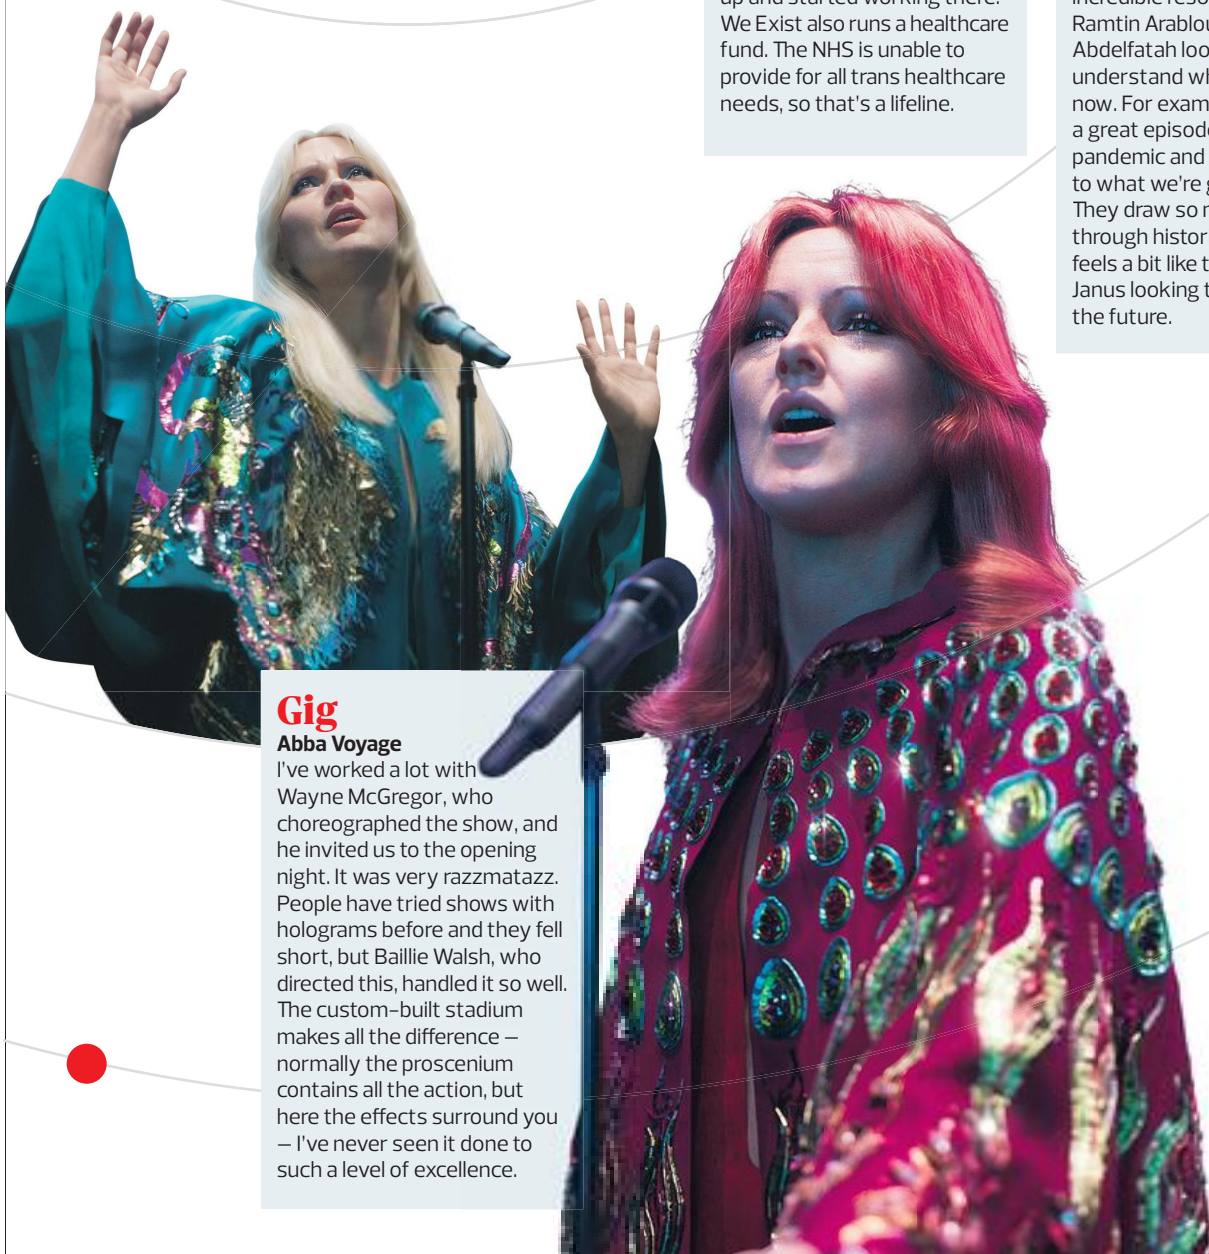 up and started working there.
We Exist also runs a healthcare
fund. The NHS is unable to
provide for all trans healthcare
needs, so that's a lifeline.
Ramtin
Abdelfatah
understand
now. For
a great
pandemic and
to what we're
They draw so
through
feels a bit like
Janus looking
the future.
Gig
Abba Voyage
I've worked a lot with
Wayne McGregor, who
choreographed the show, and
he invited us to the opening
night. It was very razzmatazz.
People have tried shows with
holograms before and they fell
short, but Baillie Walsh, who
directed this, handled it so well.
The custom-built stadium
makes all the difference –
normally the proscenium
contains all the action, but
here the effects surround you
– I've never seen it done to
such a level of excellence.